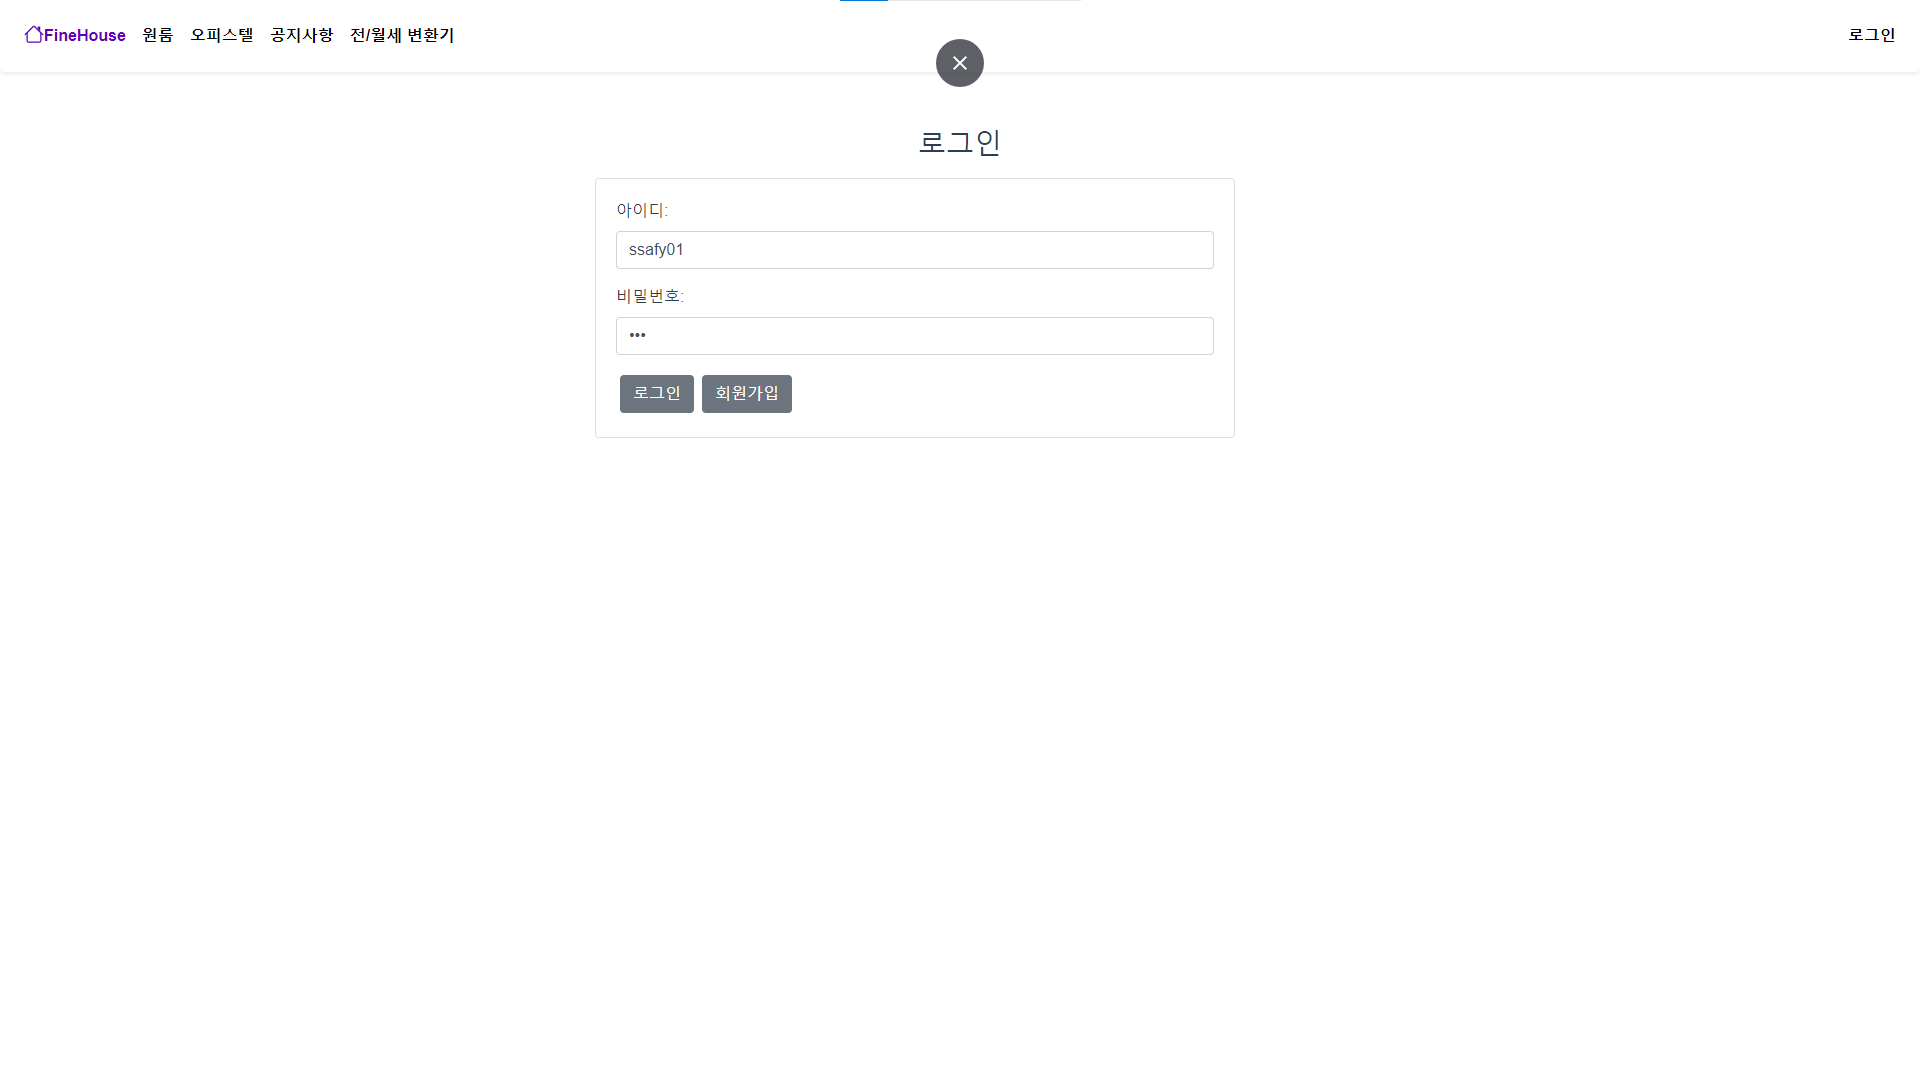 FineHouse 원룸 오피스텔 공지사항 전/월세 변환기 로그인
로그인
아이디:
ssafy01
비밀번호:
•••
로그인 회원가입